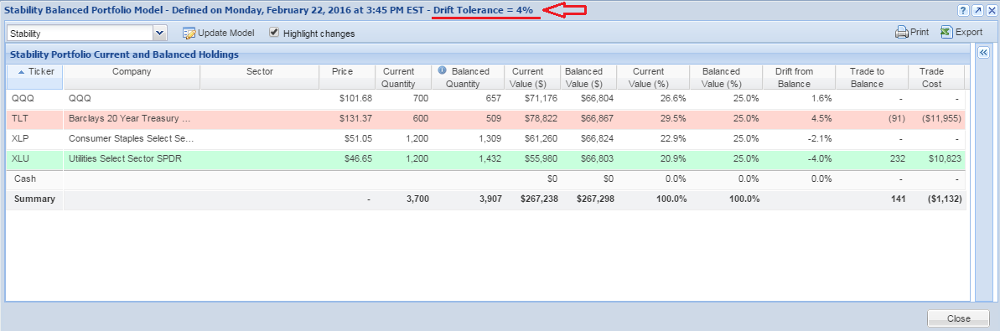 Stability Balanced Portfolio Model - Defined on Monday, February 22, 2016 at 3:45 PM EST - Drift Tolerance = 4%
Stability Update Model Highlight changes Print Export
Stability Portfolio Current and Balanced Holdings
Ticker Company Sector Price Current Quantity Balanced Quantity Current Value ($) Balanced Value ($) Current Value (%) Balanced Value (%) Drift from Balance Trade to Balance Trade Cost
QQQ QQQ $101.68 700 657 $71,176 $66,804 26.6% 25.0% 1.6% - -
TLT Barclays 20 Year Treasury ... $131.37 600 509 $78,822 $66,867 29.5% 25.0% 4.5% (91) ($11,955)
XLP Consumer Staples Select Se... $51.05 1,200 1,309 $61,260 $66,824 22.9% 25.0% -2.1% - -
XLU Utilities Select Sector SPDR $46.65 1,200 1,432 $55,980 $66,803 20.9% 25.0% -4.0% 232 $10,823
Cash $0 $0 0.0% 0.0% 0.0% - -
Summary - 3,700 3,907 $267,238 $267,298 100.0% 100.0% 141 ($1,132)
Close